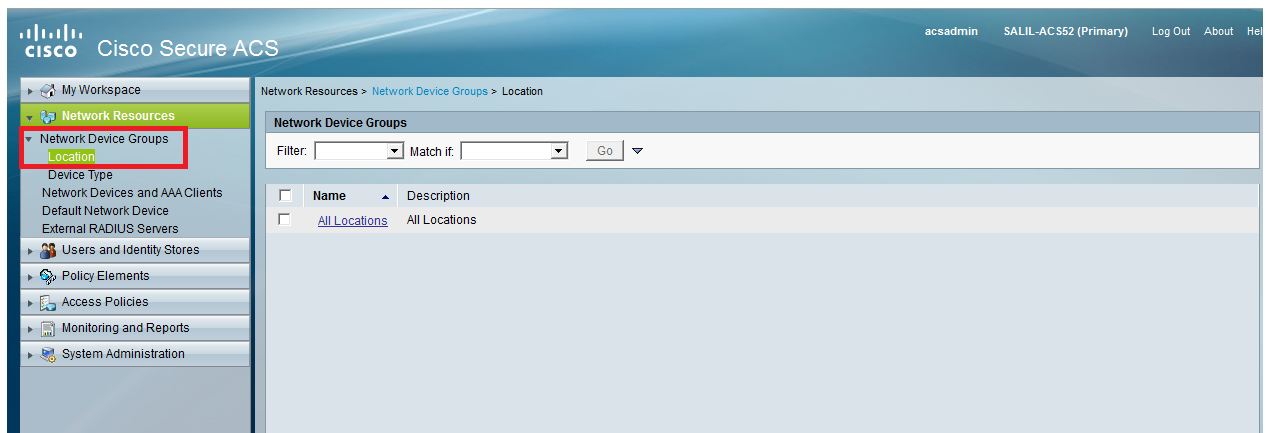 cisco Cisco Secure ACS
acsadmin SALIL-ACS52 (Primary) Log Out About Hel
My Workspace
Network Resources
Network Device Groups
Location
Device Type
Network Devices and AAA Clients
Default Network Device
External RADIUS Servers
Users and Identity Stores
Policy Elements
Access Policies
Monitoring and Reports
System Administration
Network Resources > Network Device Groups > Location
Network Device Groups
Filter: Match if: Go
Name Description
All Locations All Locations